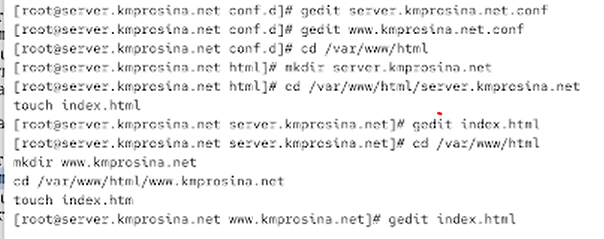 [root@server.kmprosina.net conf.d]# gedit server.kmprosina.net.conf
[root@server.kmprosina.net conf.d]# gedit www.kmprosina.net.conf
[root@server.kmprosina.net conf.d]# cd /var/www/html
[root@server.kmprosina.net html]# mkdir server.kmprosina.net
[root@server.kmprosina.net html]# cd /var/www/html/server.kmprosina.net
touch index.html
[root@server.kmprosina.net server.kmprosina.net]# gedit index.html
[root@server.kmprosina.net server.kmprosina.net]# cd /var/www/html
mkdir www.kmprosina.net
cd /var/www/html/www.kmprosina.net
touch index.htm
[root@server.kmprosina.net www.kmprosina.net]# gedit index.html